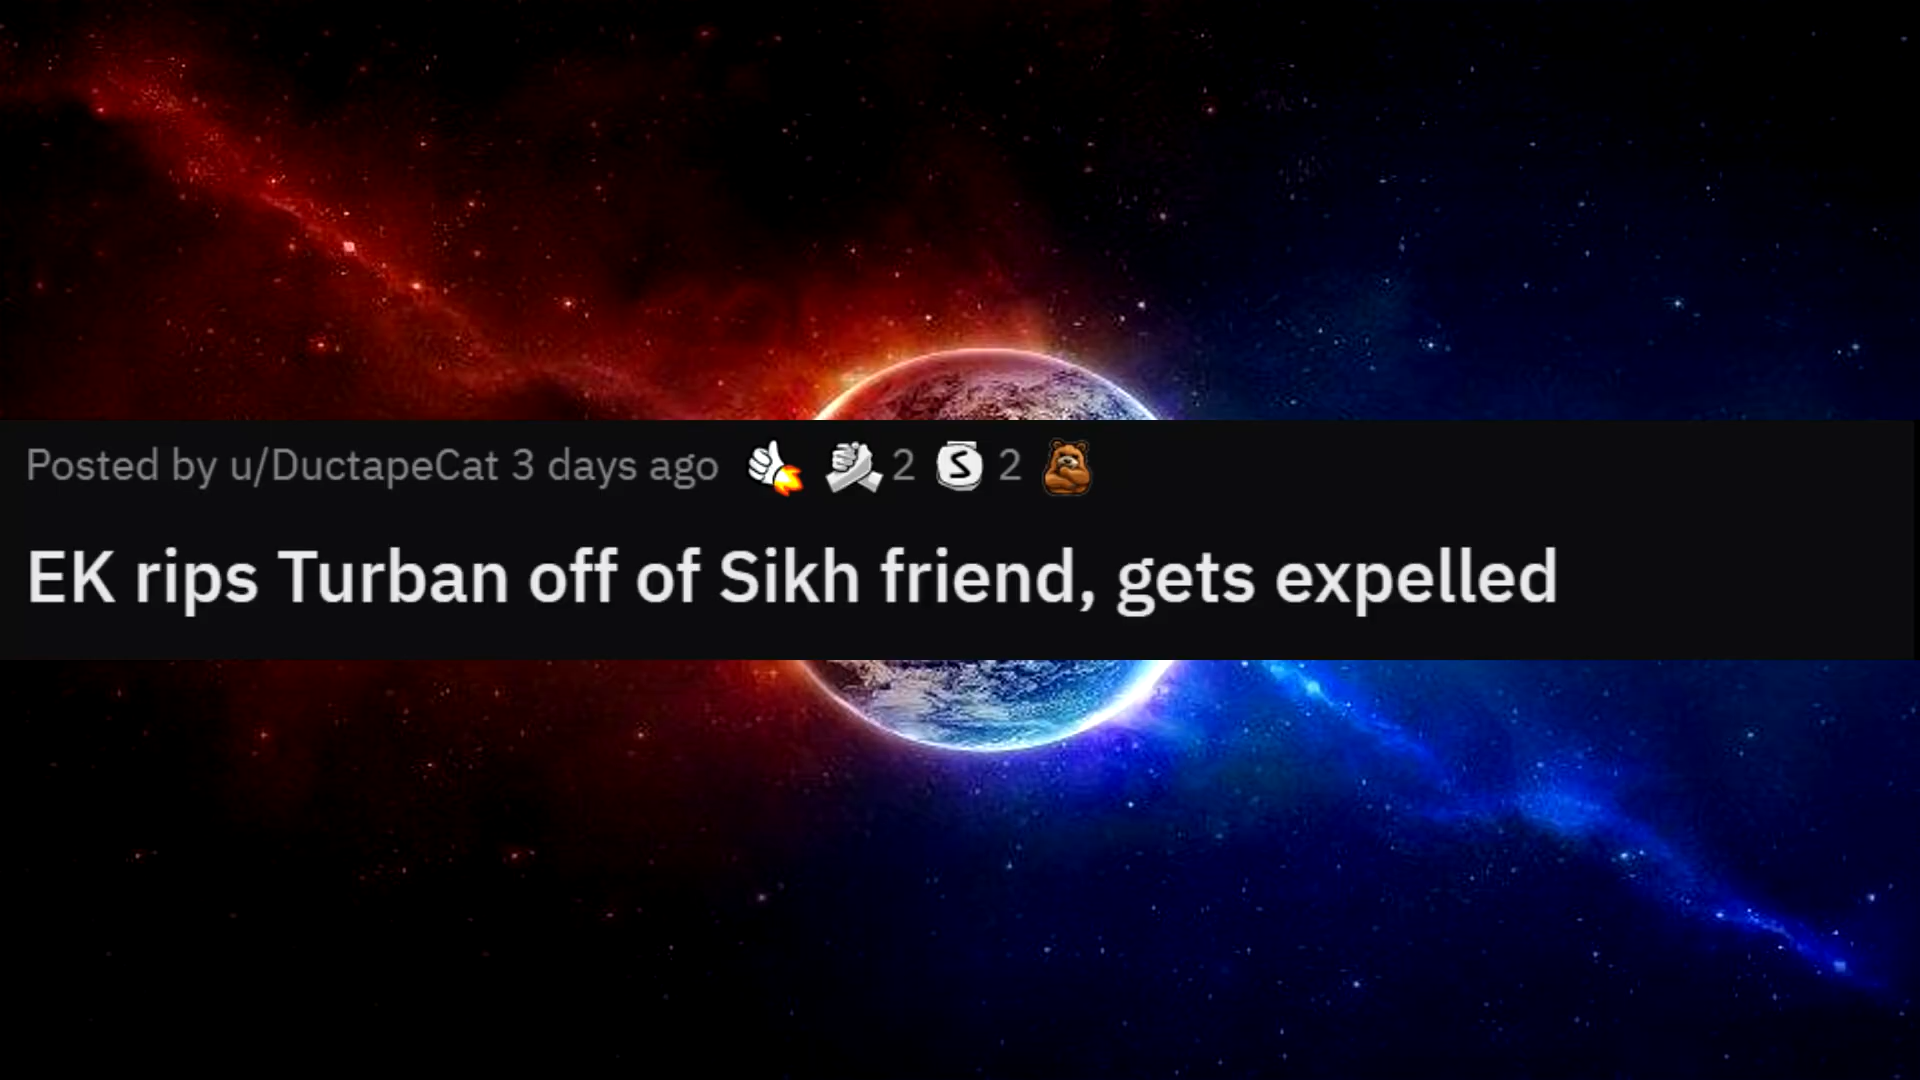 Posted by u/DuctapeCat 3 days ago 2 S 2
EK rips Turban off of Sikh friend, gets expelled